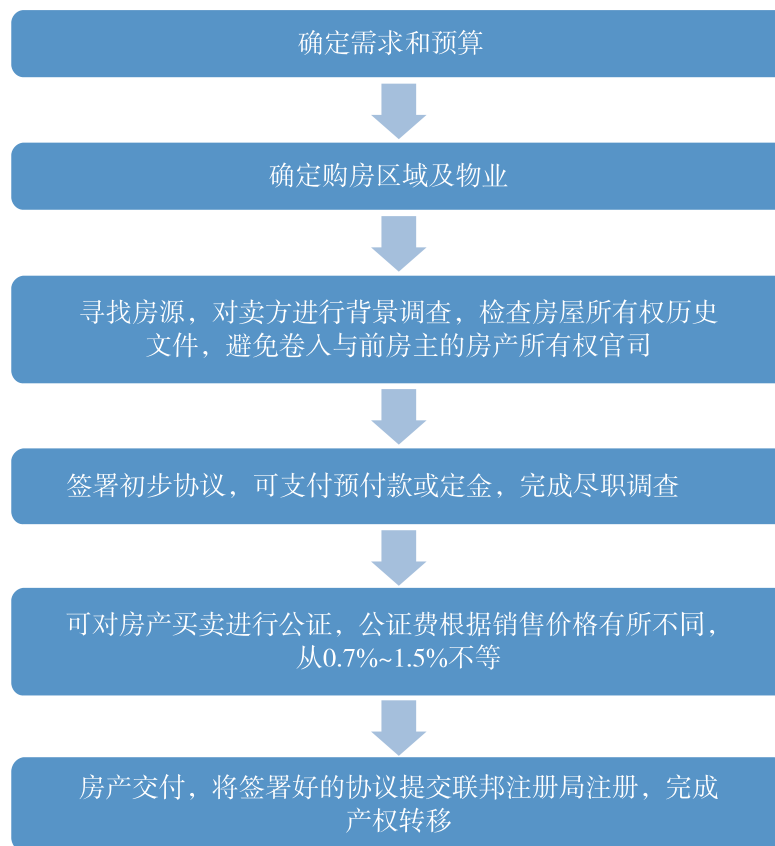 确定需求和预算
确定购房区域及物业
寻找房源，对卖方进行背景调查，检查房屋所有权历史
文件，避免卷入与前房主的房产所有权官司
签署初步协议，可支付预付款或定金，完成尽职调查
可对房产买卖进行公证，公证费根据销售价格有所不同，
从0.7%~1.5%不等
房产交付，将签署好的协议提交联邦注册局注册，完成
产权转移